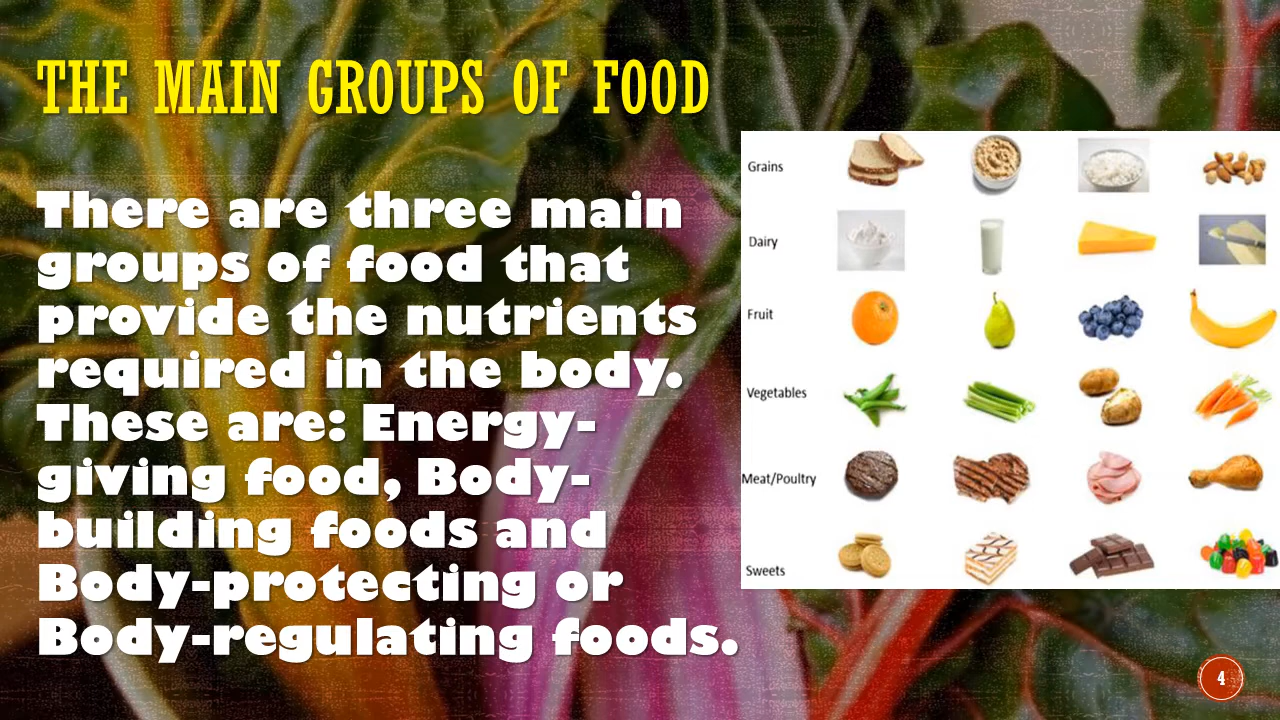 THE MAIN GROUPS OF FOOD
There are three main
groups of food that
provide the nutrients
required in the body.
These are: Energy-
giving food, Body-
building foods and
Body-protecting or
Body-regulating foods.
Grains
Dairy
Fruit
Vegetables
Meat/Poultry
Sweets
4